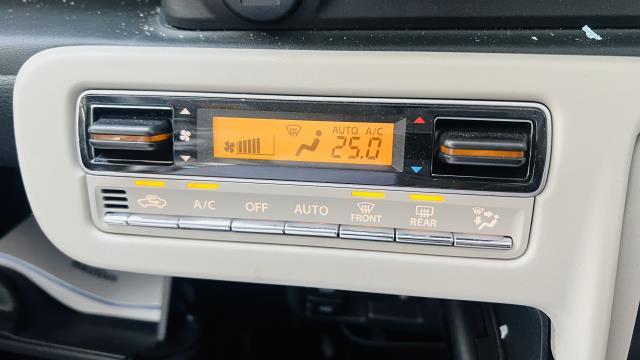 AUTO A/C
25.0
A/C OFF AUTO FRONT REAR